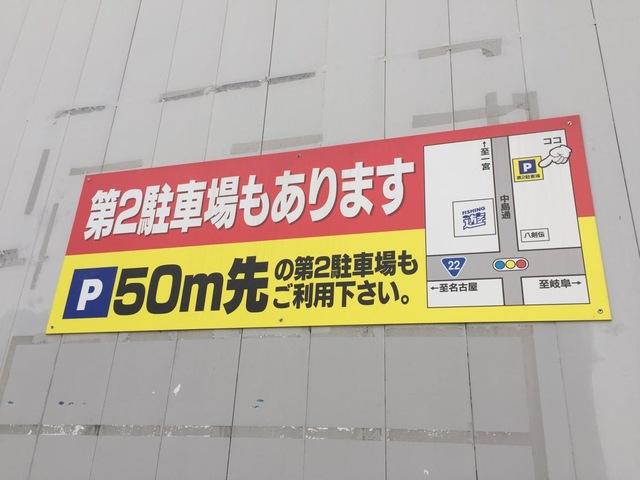 第2駐車場もあります
P 50m先の第2駐車場も
ご利用下さい。
↑至一宮
ココ
P
第2駐車場
中島通
FISHING
遊
八剣伝
22
←至名古屋
至岐阜→